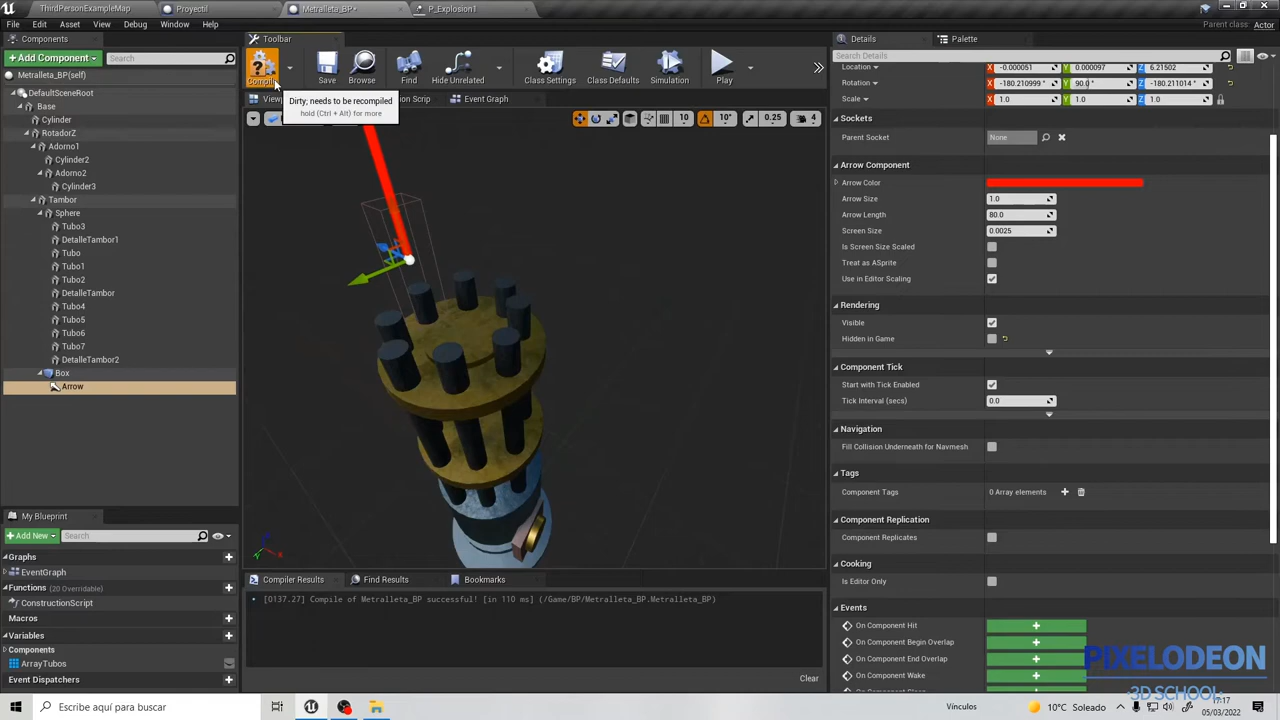 ThirdPersonExampleMap
Proyectil
Metralleta_BP*
P_Explosion1
File Edit Asset View Debug Window Help
Parent class: Actor
Components
Toolbar
Details
Palette
Add Component
Search
Compile
Save
Browse
Find
Hide Unrelated
Class Settings
Class Defaults
Simulation
Play
Search Details
Metralleta_BP(self)
Dirty; needs to be recompiled
hold (Ctrl + Alt) for more
Event Graph
10
10°
0.25
4
DefaultSceneRoot
Base
Cylinder
RotadorZ
Adorno1
Cylinder2
Adorno2
Cylinder3
Tambor
Sphere
Tubo3
DetalleTambor1
Tubo
Tubo1
Tubo2
DetalleTambor
Tubo4
Tubo5
Tubo6
Tubo7
DetalleTambor2
Box
Arrow
Location X -0.000051 Y 0.000097 Z 6.21502
Rotation X -180.210999 ° Y 90.0 ° Z -180.211014 °
Scale X 1.0 Y 1.0 Z 1.0
Sockets
Parent Socket None
Arrow Component
Arrow Color
Arrow Size 1.0
Arrow Length 80.0
Screen Size 0.0025
Is Screen Size Scaled
Treat as ASprite
Use in Editor Scaling
Rendering
Visible
Hidden in Game
Component Tick
Start with Tick Enabled
Tick Interval (secs) 0.0
Navigation
Fill Collision Underneath for Navmesh
Tags
Component Tags 0 Array elements
Component Replication
Component Replicates
Cooking
Is Editor Only
Events
On Component Hit
On Component Begin Overlap
On Component End Overlap
On Component Wake
My Blueprint
Add New
Search
Graphs
EventGraph
Functions (20 Overridable)
ConstructionScript
Macros
Variables
Components
ArrayTubos
Event Dispatchers
Compiler Results
Find Results
Bookmarks
[0137.27] Compile of Metralleta_BP successful! [in 110 ms] (/Game/BP/Metralleta_BP.Metralleta_BP)
Clear
PIXELODEON
3D SCHOOL
Escribe aquí para buscar
Vínculos
10°C Soleado
17:17
05/03/2022